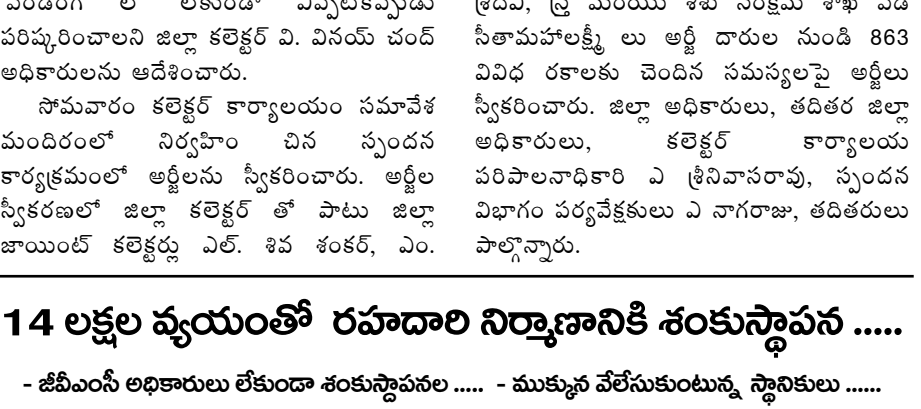 పరిష్కరించాలని జిల్లా కలెక్టర్ వి. వినయ్ చంద్
అధికారులను ఆదేశించారు.
సోమవారం కలెక్టర్ కార్యాలయం సమావేశ
మందిరంలో నిర్వహిం చిన స్పందన
కార్యక్రమంలో అర్జీలను స్వీకరించారు. అర్జీల
స్వీకరణలో జిల్లా కలెక్టర్ తో పాటు జిల్లా
జాయింట్ కలెక్టర్లు ఎల్. శివ శంకర్, ఎం.
సీతామహాలక్ష్మీ లు అర్జీ దారుల నుండి 863
వివిధ రకాలకు చెందిన సమస్యలపై అర్జీలు
స్వీకరించారు. జిల్లా అధికారులు, తదితర జిల్లా
అధికారులు, కలెక్టర్ కార్యాలయ
పరిపాలనాధికారి ఎ శ్రీనివాసరావు, స్పందన
విభాగం పర్యవేక్షకులు ఎ నాగరాజు, తదితరులు
పాల్గొన్నారు.
14 లక్షల వ్యయంతో రహదారి నిర్మాణానికి శంకుస్థాపన .....
- జీవీఎంసీ అధికారులు లేకుండా శంకుస్దాపనల ..... - ముక్కున వేలేసుకుంటున్న స్థానికులు ......